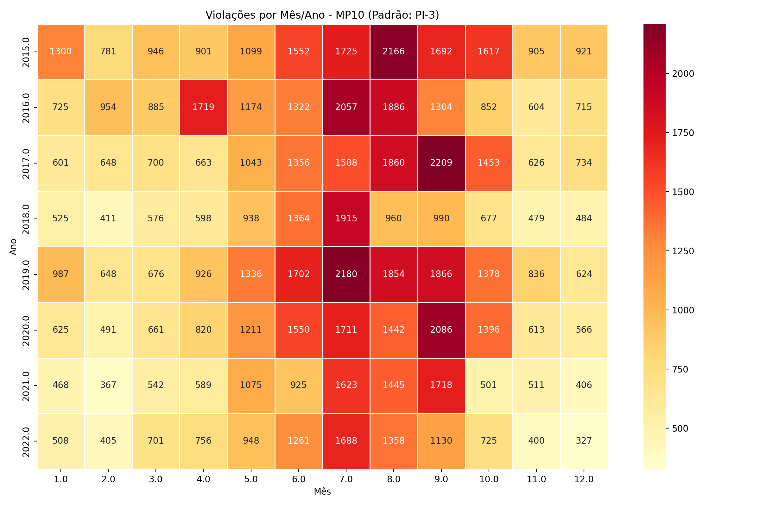 Violações por Mês/Ano - MP10 (Padrão: PI-3)
Ano
2015.0 1300 781 946 901 1099 1552 1725 2166 1692 1617 905 921
2016.0 725 954 885 1719 1174 1322 2057 1886 1304 852 604 715
2017.0 601 648 700 663 1043 1356 1508 1860 2209 1453 626 734
2018.0 525 411 576 598 938 1364 1915 960 990 677 479 484
2019.0 987 648 676 926 1336 1702 2180 1854 1866 1378 836 624
2020.0 625 491 661 820 1211 1550 1711 1442 2086 1396 613 566
2021.0 468 367 542 589 1075 925 1623 1445 1718 501 511 406
2022.0 508 405 701 756 948 1261 1688 1358 1130 725 400 327
1.0 2.0 3.0 4.0 5.0 6.0 7.0 8.0 9.0 10.0 11.0 12.0
Mês
2000
1750
1500
1250
1000
750
500